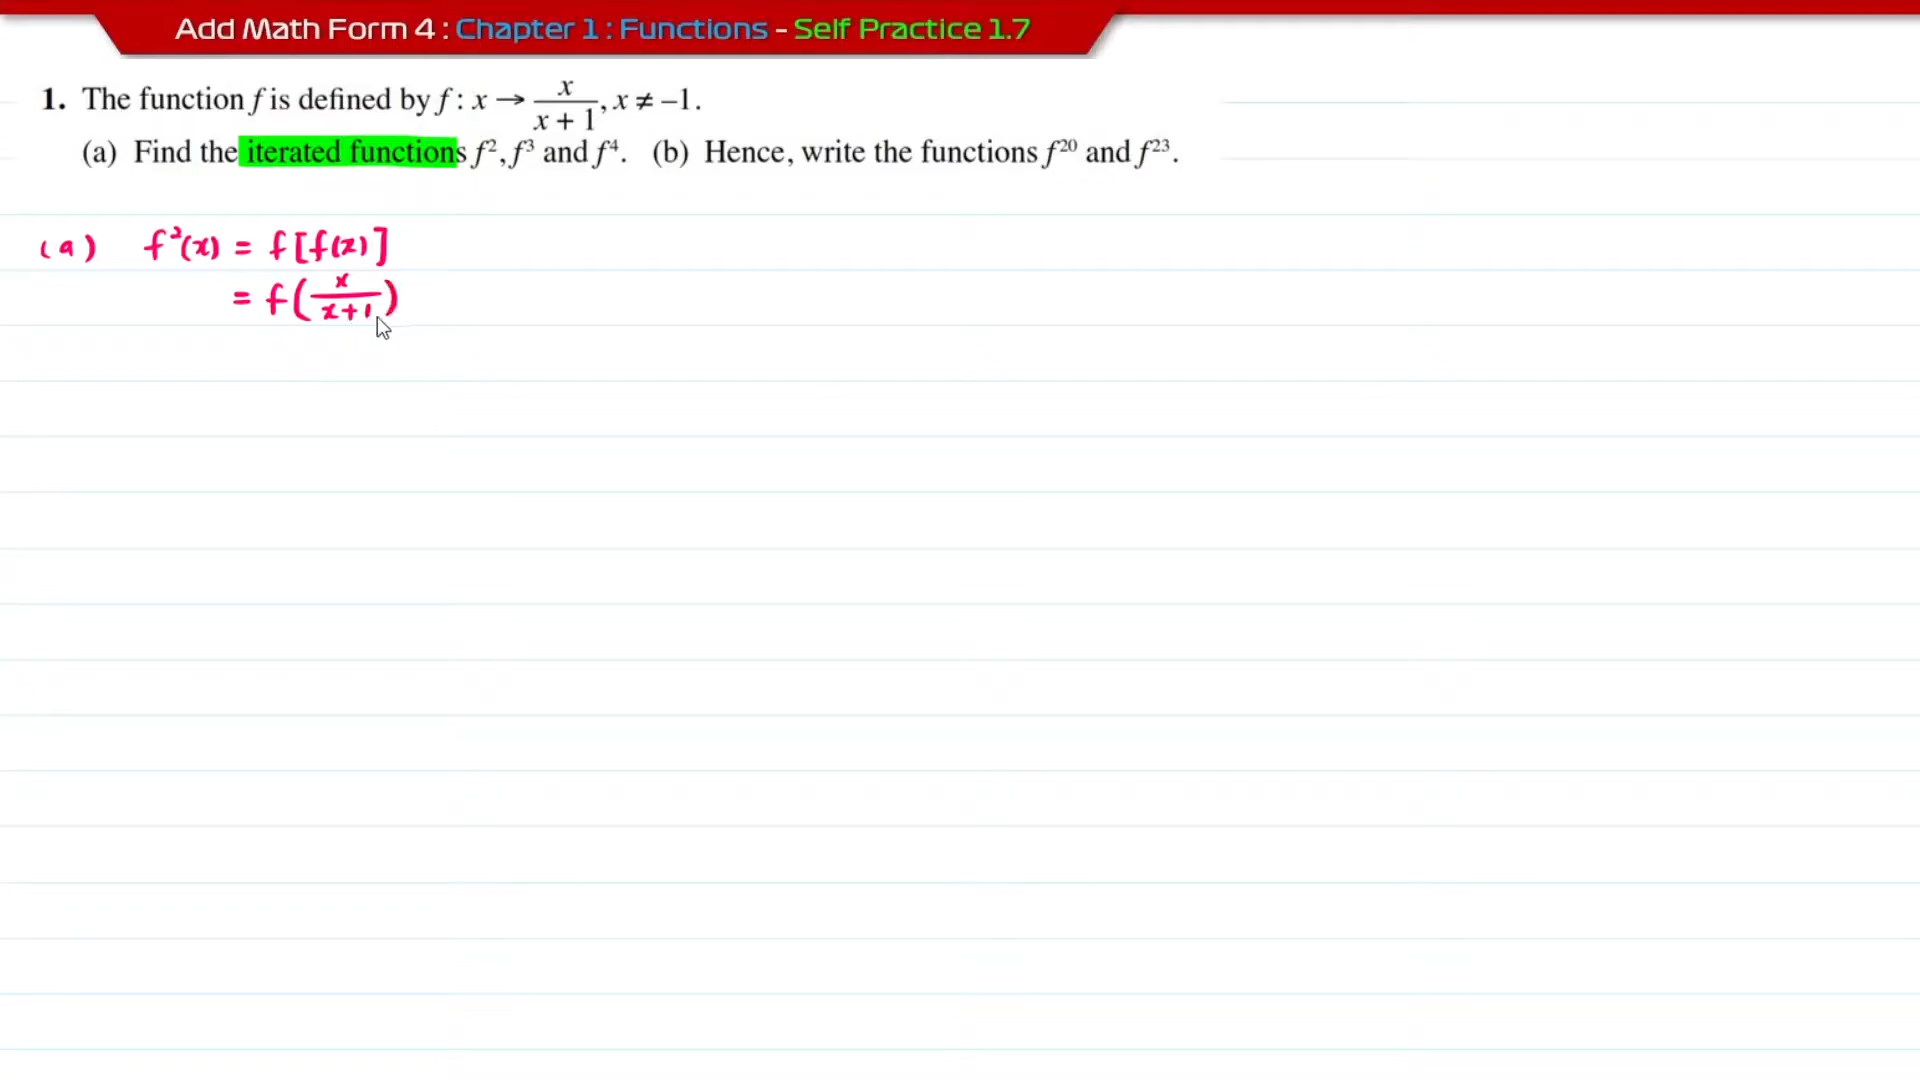 Add Math Form 4 : Chapter 1 : Functions - Self Practice 1.7
1. The function f is defined by f : x → x/(x + 1), x ≠ –1.
(a) Find the iterated functions f², f³ and f⁴. (b) Hence, write the functions f²⁰ and f²³.
(a) f²(x) = f[f(x)]
= f(x/(x+1))